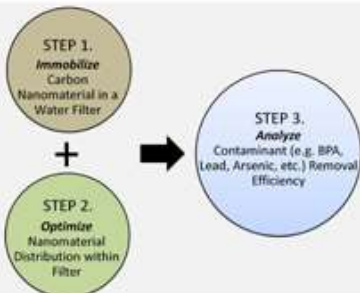 STEP 1.
Immobilize
Carbon
Nanomaterial in a
Water Filter
+
STEP 2.
Optimize
Nanomaterial
Distribution within
Filter
STEP 3.
Analyze
Contaminant (e.g. BPA,
Lead, Arsenic, etc.) Removal
Efficiency